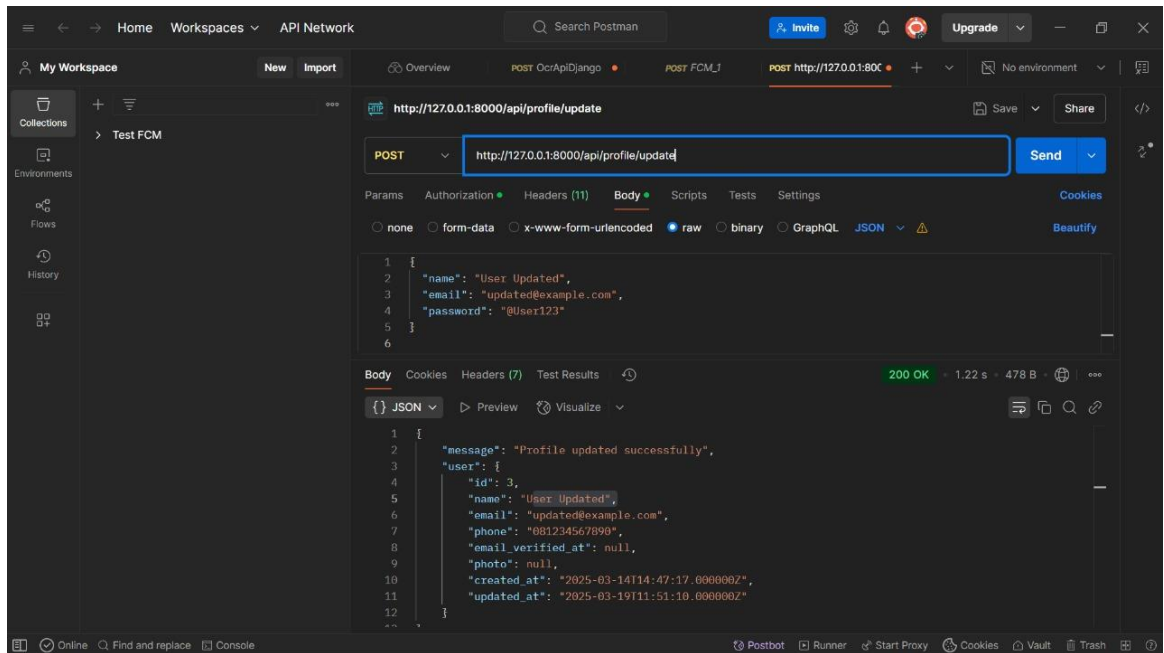 Home Workspaces API Network Search Postman Invite Upgrade
My Workspace New Import Overview POST OcrApiDjango POST FCM_1 POST http://127.0.0.1:800 No environment
Collections
Test FCM
Environments
Flows
History
HTTP http://127.0.0.1:8000/api/profile/update Save Share
POST http://127.0.0.1:8000/api/profile/update Send
Params Authorization Headers (11) Body Scripts Tests Settings Cookies
none form-data x-www-form-urlencoded raw binary GraphQL JSON Beautify
1 {
2 "name": "User Updated",
3 "email": "updated@example.com",
4 "password": "@User123"
5 }
6
Body Cookies Headers (7) Test Results 200 OK 1.22 s 478 B
{} JSON Preview Visualize
1 {
2 "message": "Profile updated successfully",
3 "user": {
4 "id": 3,
5 "name": "User Updated",
6 "email": "updated@example.com",
7 "phone": "081234567890",
8 "email_verified_at": null,
9 "photo": null,
10 "created_at": "2025-03-14T14:47:17.000000Z",
11 "updated_at": "2025-03-19T11:51:10.000000Z"
12 }
Online Find and replace Console Postbot Runner Start Proxy Cookies Vault Trash